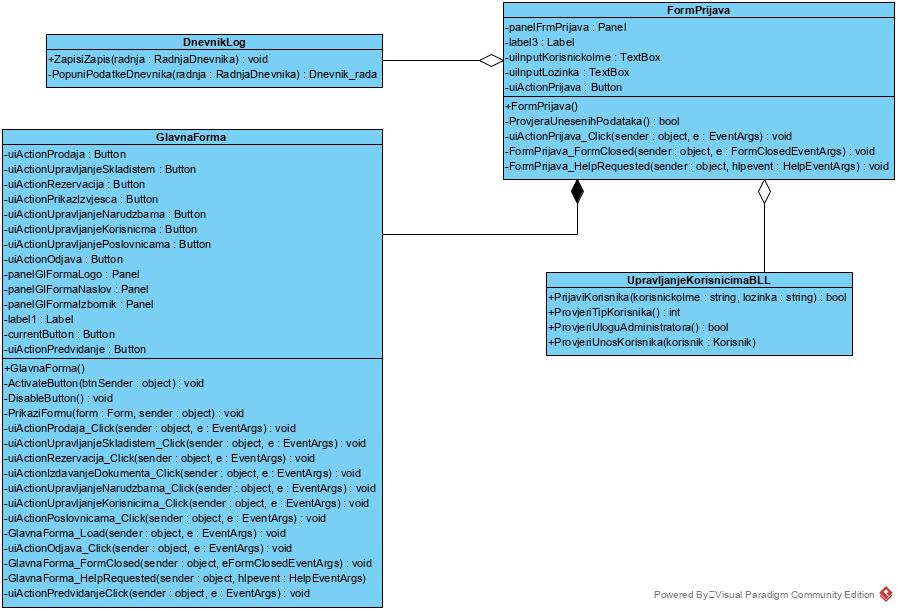 DnevnikLog
+ZapisiZapis(radnja : RadnjaDnevnika) : void
-PopuniPodatkeDnevnika(radnja : RadnjaDnevnika) : Dnevnik_rada
FormPrijava
-panelFrmPrijava : Panel
-label3 : Label
-uiInputKorisnickoIme : TextBox
-uiInputLozinka : TextBox
-uiActionPrijava : Button
+FormPrijava()
-ProvjeraUnesenihPodataka() : bool
-uiActionPrijava_Click(sender : object, e : EventArgs) : void
-FormPrijava_FormClosed(sender : object, e : FormClosedEventArgs) : void
-FormPrijava_HelpRequested(sender : object, hlpevent : HelpEventArgs) : void
GlavnaForma
-uiActionProdaja : Button
-uiActionUpravljanjeSkladistem : Button
-uiActionRezervacija : Button
-uiActionPrikazIzvjesca : Button
-uiActionUpravljanjeNarudzbama : Button
-uiActionUpravljanjeKorisnicma : Button
-uiActionUpravljanjePoslovnicama : Button
-uiActionOdjava : Button
-panelGlFormaLogo : Panel
-panelGlFormaNaslov : Panel
-panelGlFormaIzbornik : Panel
-label1 : Label
-currentButton : Button
-uiActionPredvidanje : Button
+GlavnaForma()
-ActivateButton(btnSender : object) : void
-DisableButton() : void
-PrikaziFormu(form : Form, sender : object) : void
-uiActionProdaja_Click(sender : object, e : EventArgs) : void
-uiActionUpravljanjeSkladistem_Click(sender : object, e : EventArgs) : void
-uiActionRezervacija_Click(sender : object, e : EventArgs) : void
-uiActionIzdavanjeDokumenta_Click(sender : object, e : EventArgs) : void
-uiActionUpravljanjeNarudzbama_Click(sender : object, e : EventArgs) : void
-uiActionUpravljanjeKorisnicima_Click(sender : object, e : EventArgs) : void
-uiActionPoslovnicama_Click(sender : object, e : EventArgs) : void
-GlavnaForma_Load(sender : object, e : EventArgs) : void
-uiActionOdjava_Click(sender : object, e : EventArgs) : void
-GlavnaForma_FormClosed(sender : object, eFormClosedEventArgs) : void
-GlavnaForma_HelpRequested(sender : object, hlpevent : HelpEventArgs)
-uiActionPredvidanjeClick(sender : object, e : EventArgs) : void
UpravljanjeKorisnicimaBLL
+PrijaviKorisnika(korisnickoIme : string, lozinka : string) : bool
+ProvjeriTipKorisnika() : int
+ProvjeriUloguAdministratora() : bool
+ProvjeriUnosKorisnika(korisnik : Korisnik)
Powered By Visual Paradigm Community Edition